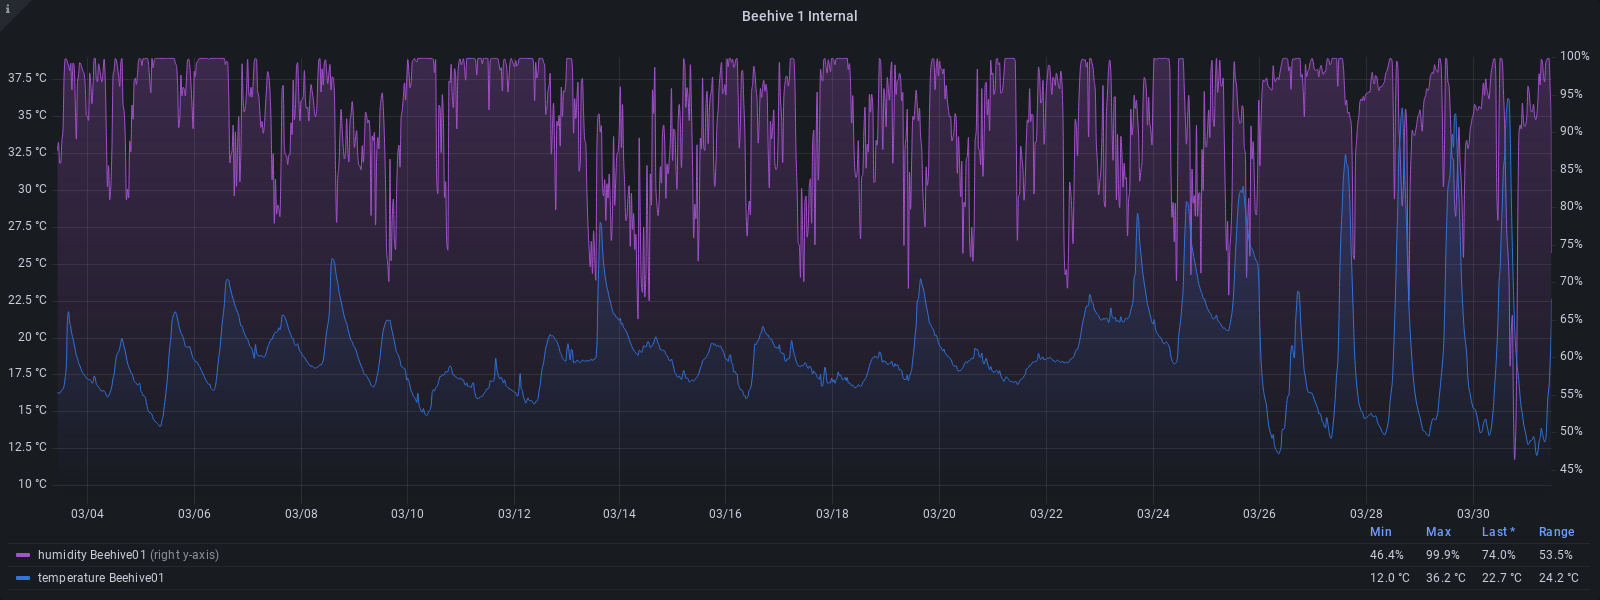 i
Beehive 1 Internal
37.5 °C
35 °C
32.5 °C
30 °C
27.5 °C
25 °C
22.5 °C
20 °C
17.5 °C
15 °C
12.5 °C
10 °C
100%
95%
90%
85%
80%
75%
70%
65%
60%
55%
50%
45%
03/04 03/06 03/08 03/10 03/12 03/14 03/16 03/18 03/20 03/22 03/24 03/26 03/28 03/30
Min Max Last * Range
humidity Beehive01 (right y-axis) 46.4% 99.9% 74.0% 53.5%
temperature Beehive01 12.0 °C 36.2 °C 22.7 °C 24.2 °C